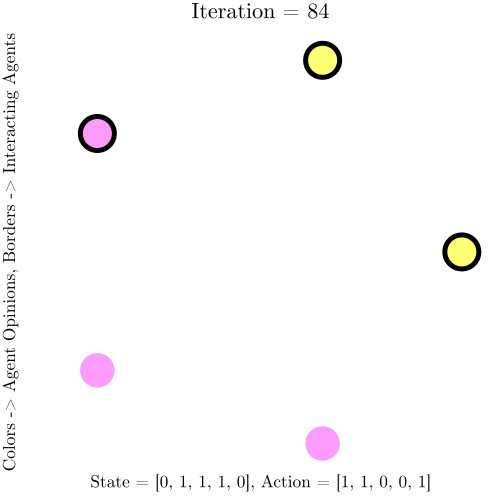 Iteration = 84
Colors -> Agent Opinions, Borders -> Interacting Agents
State = [0, 1, 1, 1, 0], Action = [1, 1, 0, 0, 1]